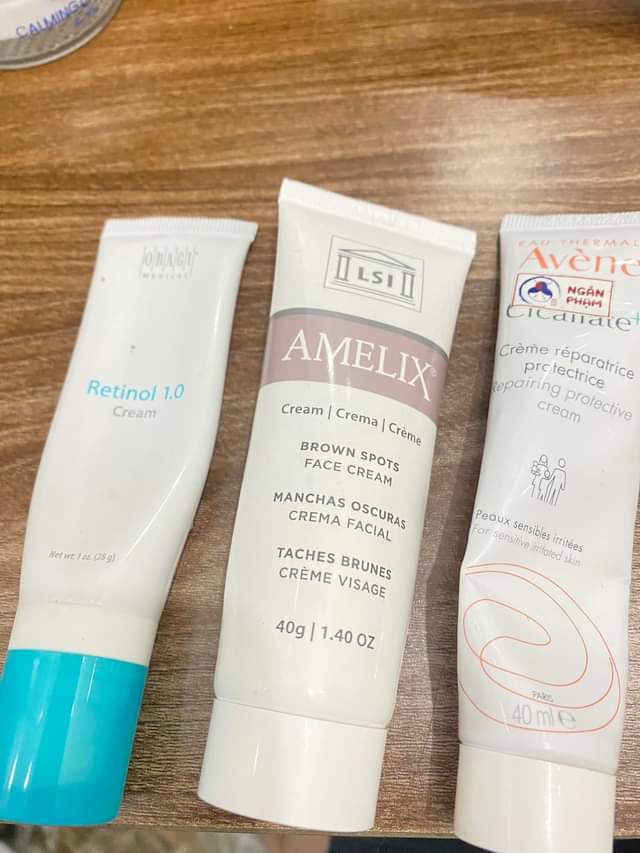 CALMING
OBAGI
MEDICAL
Retinol 1.0
Cream
Net wt. 1 oz. (28 g)
LSI
AMELIX®
Cream | Crema | Crème
BROWN SPOTS
FACE CREAM
MANCHAS OSCURAS
CREMA FACIAL
TACHES BRUNES
CRÈME VISAGE
40g | 1.40 OZ
EAU THERMAL
Avène
NGÂN
PHẠM
Cicalfate+
Crème réparatrice
protectrice
Repairing protective
cream
Peaux sensibles irritées
For sensitive irritated skin
PARIS
40 ml e